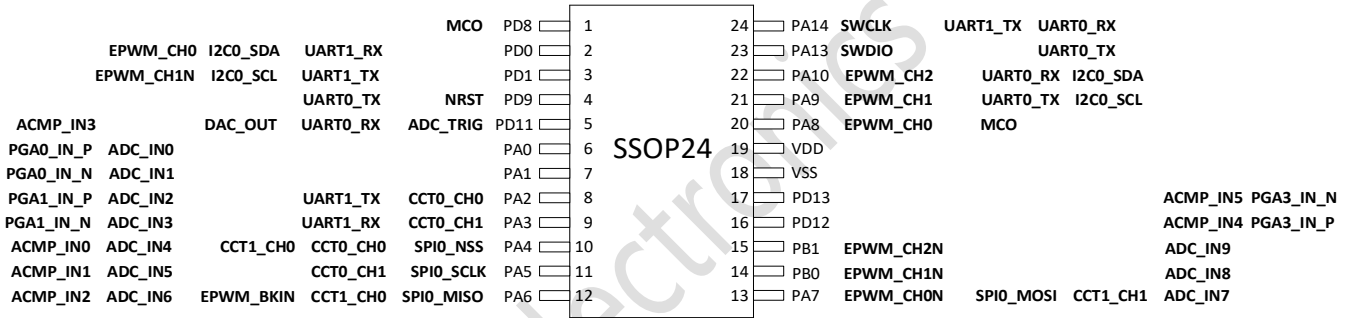 MCO PD8 1 24 PA14 SWCLK UART1_TX UART0_RX
EPWM_CH0 I2C0_SDA UART1_RX PD0 2 23 PA13 SWDIO UART0_TX
EPWM_CH1N I2C0_SCL UART1_TX PD1 3 22 PA10 EPWM_CH2 UART0_RX I2C0_SDA
UART0_TX NRST PD9 4 21 PA9 EPWM_CH1 UART0_TX I2C0_SCL
ACMP_IN3 DAC_OUT UART0_RX ADC_TRIG PD11 5 20 PA8 EPWM_CH0 MCO
PGA0_IN_P ADC_IN0 PA0 6 SSOP24 19 VDD
PGA0_IN_N ADC_IN1 PA1 7 18 VSS
PGA1_IN_P ADC_IN2 UART1_TX CCT0_CH0 PA2 8 17 PD13 ACMP_IN5 PGA3_IN_N
PGA1_IN_N ADC_IN3 UART1_RX CCT0_CH1 PA3 9 16 PD12 ACMP_IN4 PGA3_IN_P
ACMP_IN0 ADC_IN4 CCT1_CH0 CCT0_CH0 SPI0_NSS PA4 10 15 PB1 EPWM_CH2N ADC_IN9
ACMP_IN1 ADC_IN5 CCT0_CH1 SPI0_SCLK PA5 11 14 PB0 EPWM_CH1N ADC_IN8
ACMP_IN2 ADC_IN6 EPWM_BKIN CCT1_CH0 SPI0_MISO PA6 12 13 PA7 EPWM_CH0N SPI0_MOSI CCT1_CH1 ADC_IN7
lectronics